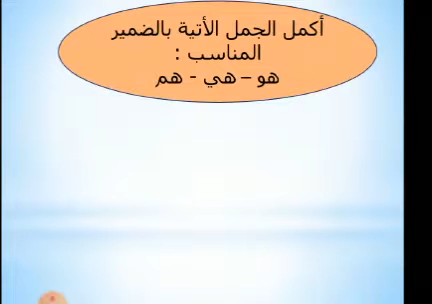 أكمل الجمل الأتية بالضمير
المناسب :
هو – هي - هم